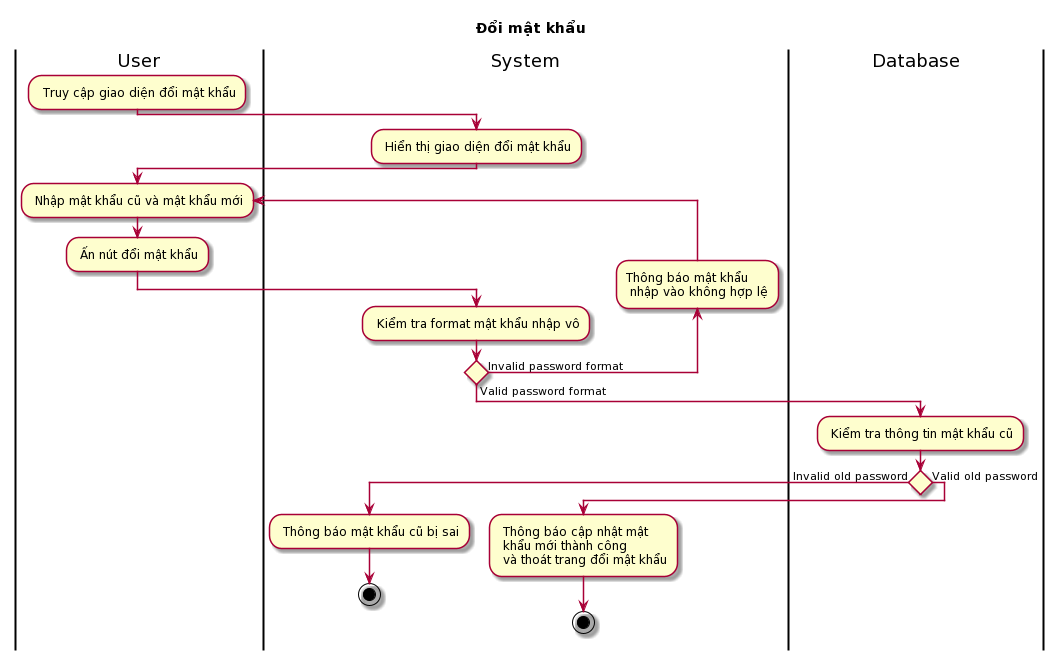 Đổi mật khẩu
User
System
Database
Truy cập giao diện đổi mật khẩu
Hiển thị giao diện đổi mật khẩu
Nhập mật khẩu cũ và mật khẩu mới
Ấn nút đổi mật khẩu
Thông báo mật khẩu
nhập vào không hợp lệ
Kiểm tra format mật khẩu nhập vô
Invalid password format
Valid password format
Kiểm tra thông tin mật khẩu cũ
Invalid old password
Valid old password
Thông báo mật khẩu cũ bị sai
Thông báo cập nhật mật
khẩu mới thành công
và thoát trang đổi mật khẩu